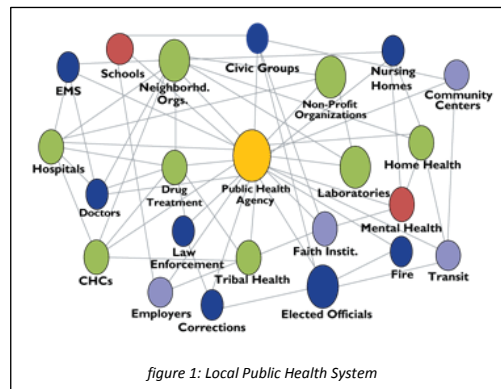 Schools
Civic Groups
EMS
Neighborhd.
Orgs.
Nursing
Homes
Community
Centers
Non-Profit
Organizations
Hospitals
Home Health
Drug
Treatment
Public Health
Agency
Laboratories
Doctors
Mental Health
Law
Enforcement
Faith Instit.
CHCs
Tribal Health
Fire
Transit
Employers
Corrections
Elected Officials
figure 1: Local Public Health System